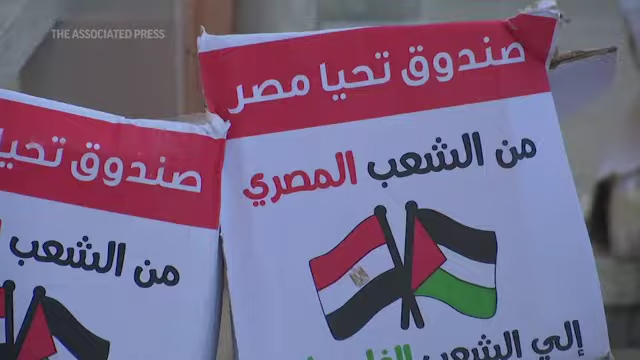 THE ASSOCIATED PRESS
صندوق تحيا مصر
من الشعب المصري
إلي الشعب
صندوق تحيا
من الشعب